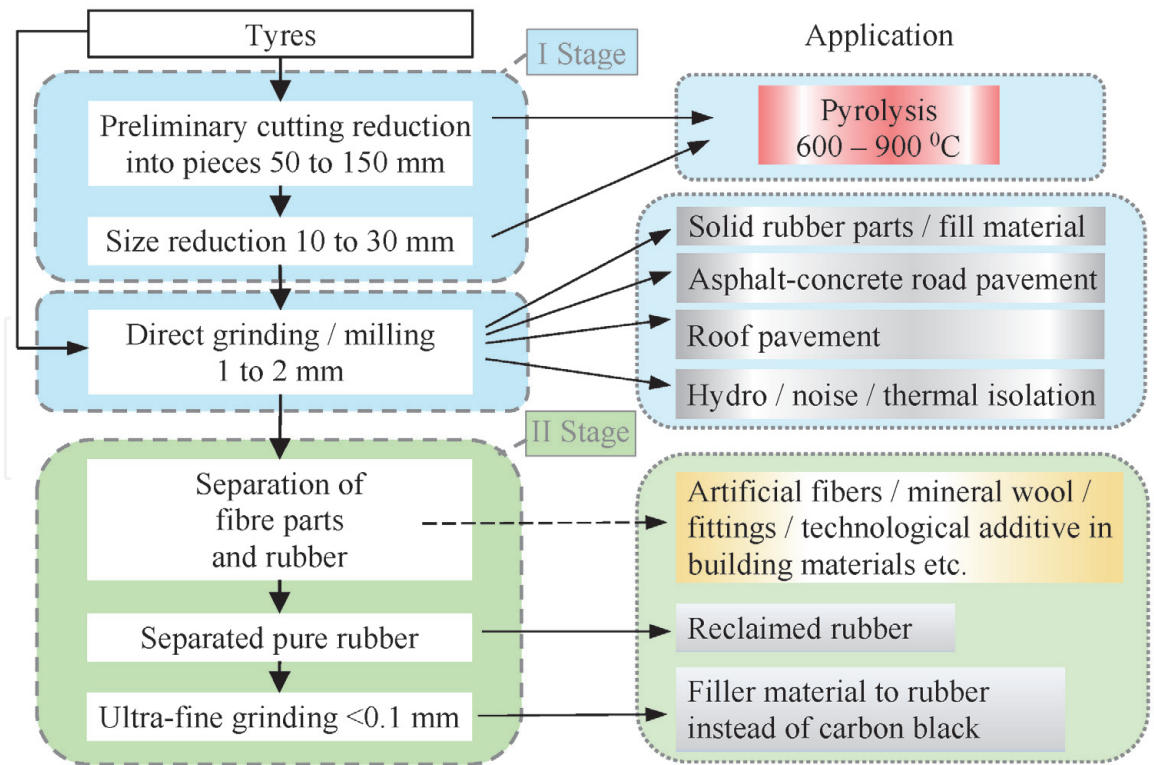 Tyres
I Stage
Application
Preliminary cutting reduction
into pieces 50 to 150 mm
Pyrolysis
600 – 900 ⁰C
Size reduction 10 to 30 mm
Solid rubber parts / fill material
Asphalt-concrete road pavement
Direct grinding / milling
1 to 2 mm
Roof pavement
Hydro / noise / thermal isolation
II Stage
Separation of
fibre parts
and rubber
Artificial fibers / mineral wool /
fittings / technological additive in
building materials etc.
Separated pure rubber
Reclaimed rubber
Ultra-fine grinding <0.1 mm
Filler material to rubber
instead of carbon black